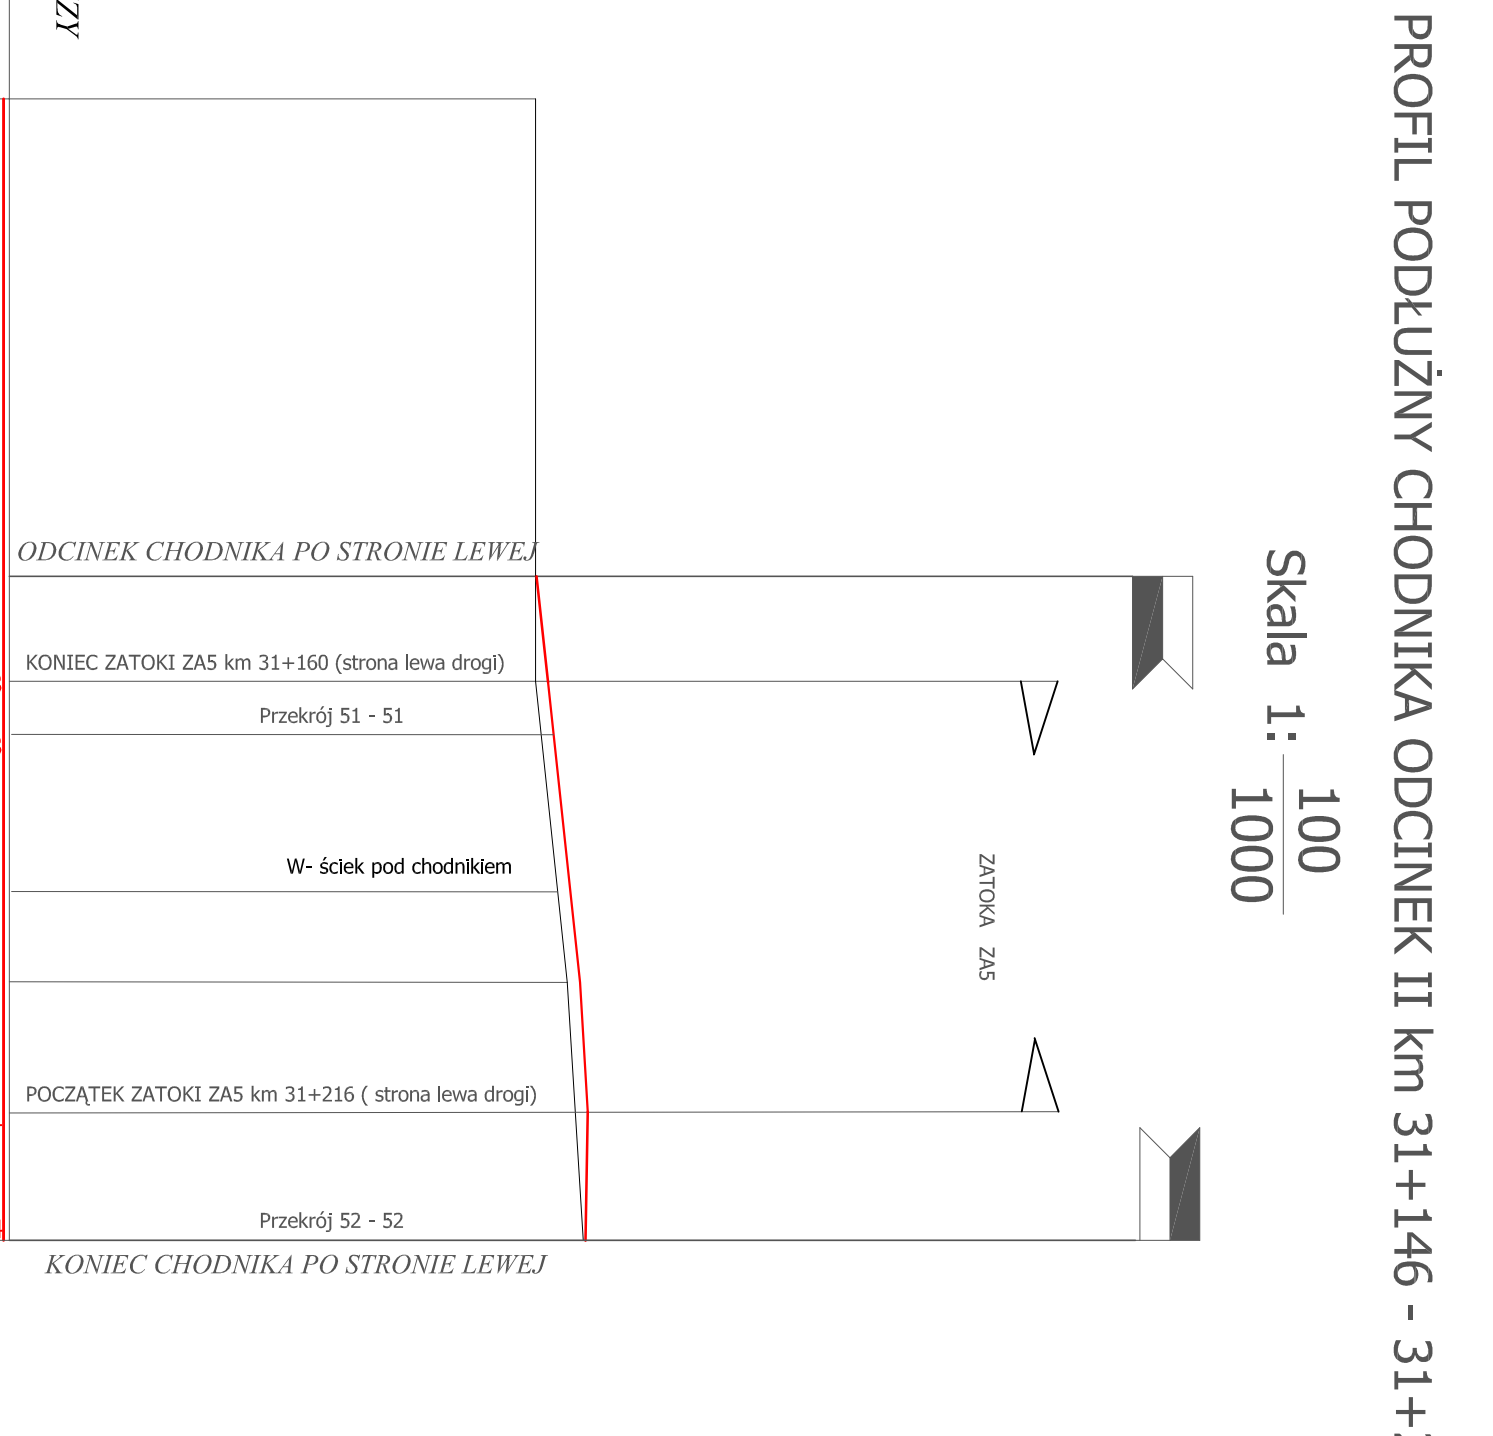 PROFIL PODŁUŻNY CHODNIKA ODCINEK II km 31+146 - 31+
Skala 1:
100
1000
ZY
ODCINEK CHODNIKA PO STRONIE LEWEJ
KONIEC ZATOKI ZA5 km 31+160 (strona lewa drogi)
Przekrój 51 - 51
W- ściek pod chodnikiem
ZATOKA ZA5
POCZĄTEK ZATOKI ZA5 km 31+216 ( strona lewa drogi)
Przekrój 52 - 52
KONIEC CHODNIKA PO STRONIE LEWEJ